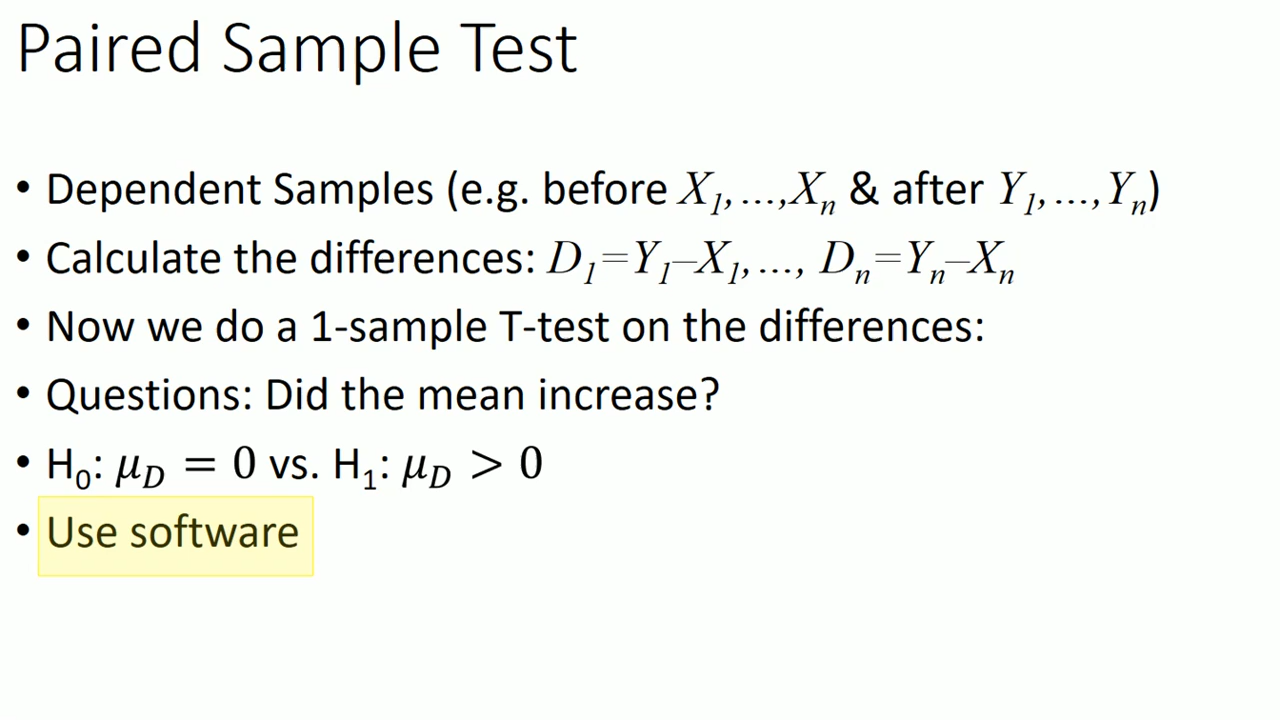 Paired Sample Test
• Dependent Samples (e.g. before X₁,...,Xₙ & after Y₁,...,Yₙ)
• Calculate the differences: D₁=Y₁–X₁,..., Dₙ=Yₙ–Xₙ
• Now we do a 1-sample T-test on the differences:
• Questions: Did the mean increase?
• H₀: μ_D = 0 vs. H₁: μ_D > 0
• Use software